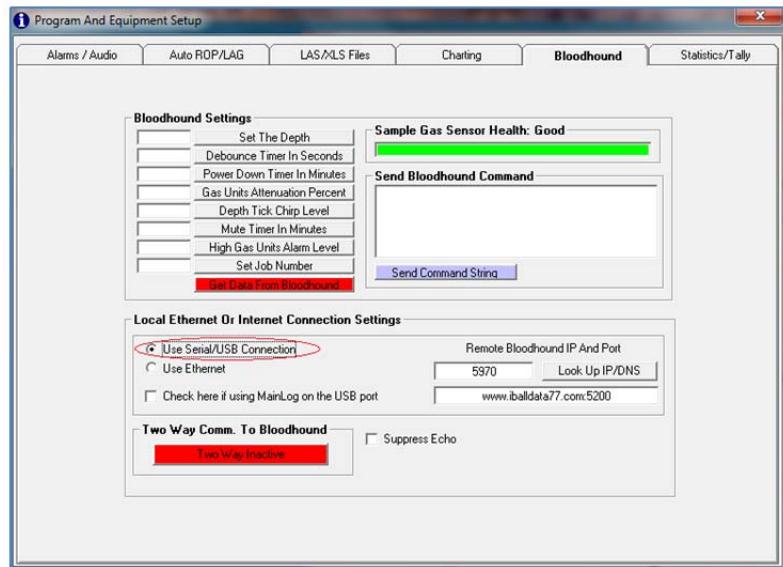 Program And Equipment Setup
x
Alarms / Audio
Auto ROP/LAG
LAS/XLS Files
Charting
Bloodhound
Statistics/Tally
Bloodhound Settings
Set The Depth
Debounce Timer In Seconds
Power Down Timer In Minutes
Gas Units Attenuation Percent
Depth Tick Chirp Level
Mute Timer In Minutes
High Gas Units Alarm Level
Set Job Number
Get Data From Bloodhound
Sample Gas Sensor Health: Good
Send Bloodhound Command
Send Command String
Local Ethernet Or Internet Connection Settings
Use Serial/USB Connection
Use Ethernet
Check here if using MainLog on the USB port
Remote Bloodhound IP And Port
5970
Look Up IP/DNS
www.iballdata77.com:5200
Two Way Comm. To Bloodhound
Two Way Inactive
Suppress Echo